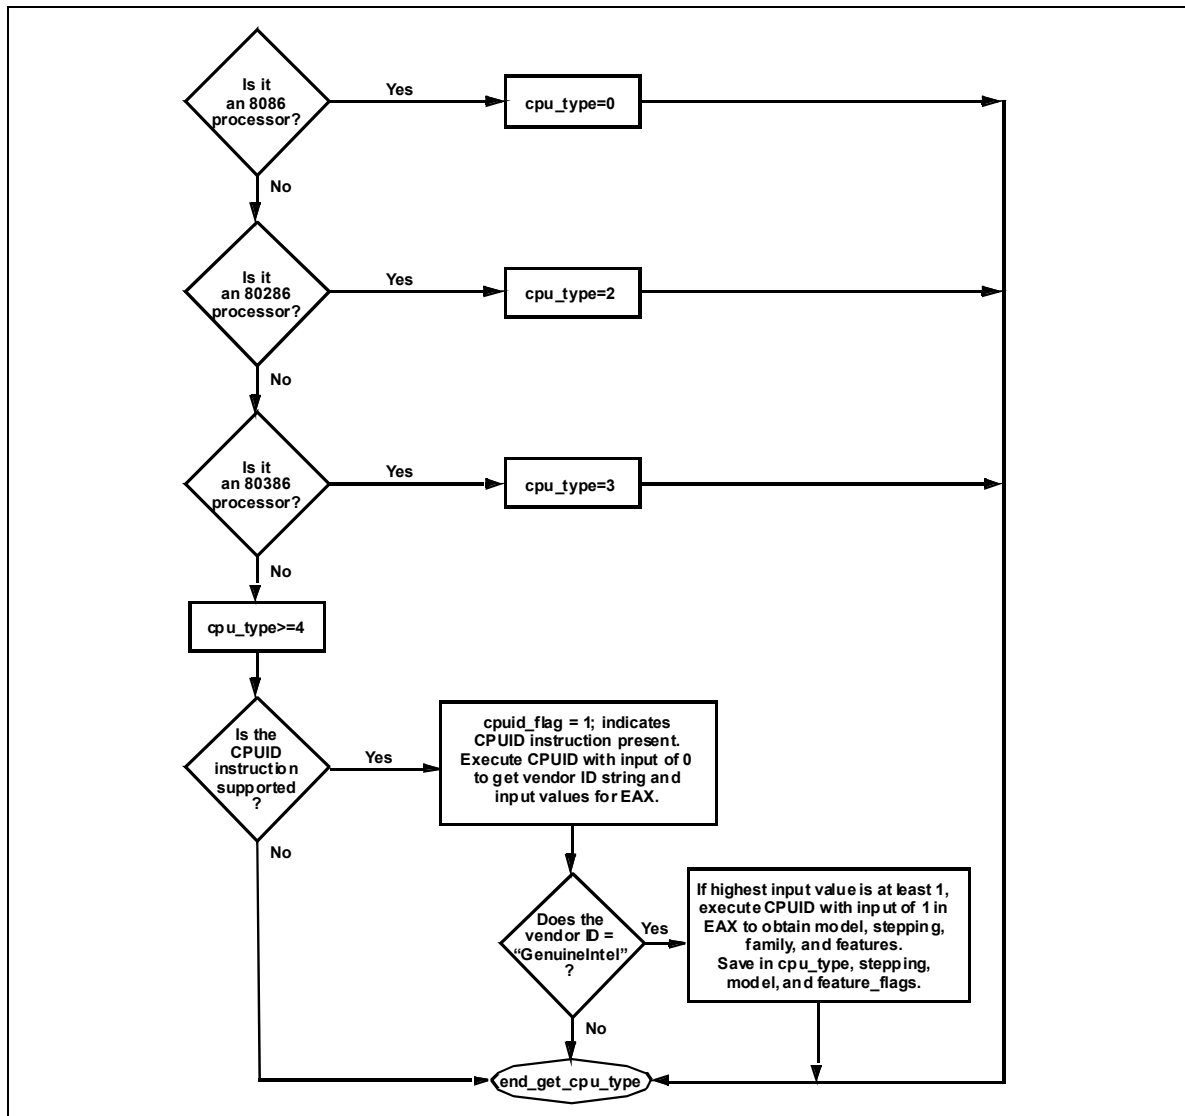 Is it
an 8086
processor?
Yes
cpu_type=0
No
Is it
an 80286
processor?
Yes
cpu_type=2
No
Is it
an 80386
processor?
Yes
cpu_type=3
No
cpu_type>=4
Is the
CPUID
instruction
supported
?
Yes
cpuid_flag = 1; indicates
CPUID instruction present.
Execute CPUID with input of 0
to get vendor ID string and
input values for EAX.
No
Does the
vendor ID =
“GenuineIntel”
?
Yes
If highest input value is at least 1,
execute CPUID with input of 1 in
EAX to obtain model, stepping,
family, and features.
Save in cpu_type, stepping,
model, and feature_flags.
No
end_get_cpu_type